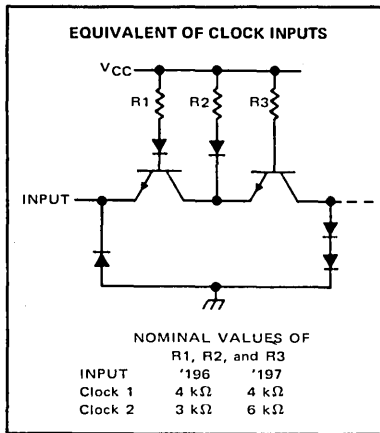 EQUIVALENT OF CLOCK INPUTS
VCC
R1 R2 R3
INPUT
NOMINAL VALUES OF
R1, R2, and R3
INPUT '196 '197
Clock 1 4 kΩ 4 kΩ
Clock 2 3 kΩ 6 kΩ